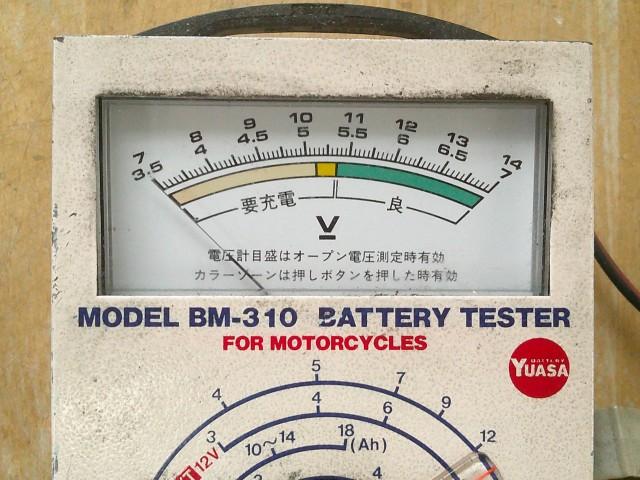 7 8 9 10 11 12 13 14
3.5 4 4.5 5 5.5 6 6.5 7
要充電 良
V
電圧計目盛はオープン電圧測定時有効
カラーゾーンは押しボタンを押した時有効
MODEL BM-310 BATTERY TESTER
FOR MOTORCYCLES
BATTERY
YUASA
3 4 5 7 9 12
3 4 6
10~14 18 (Ah)
12V
3 4